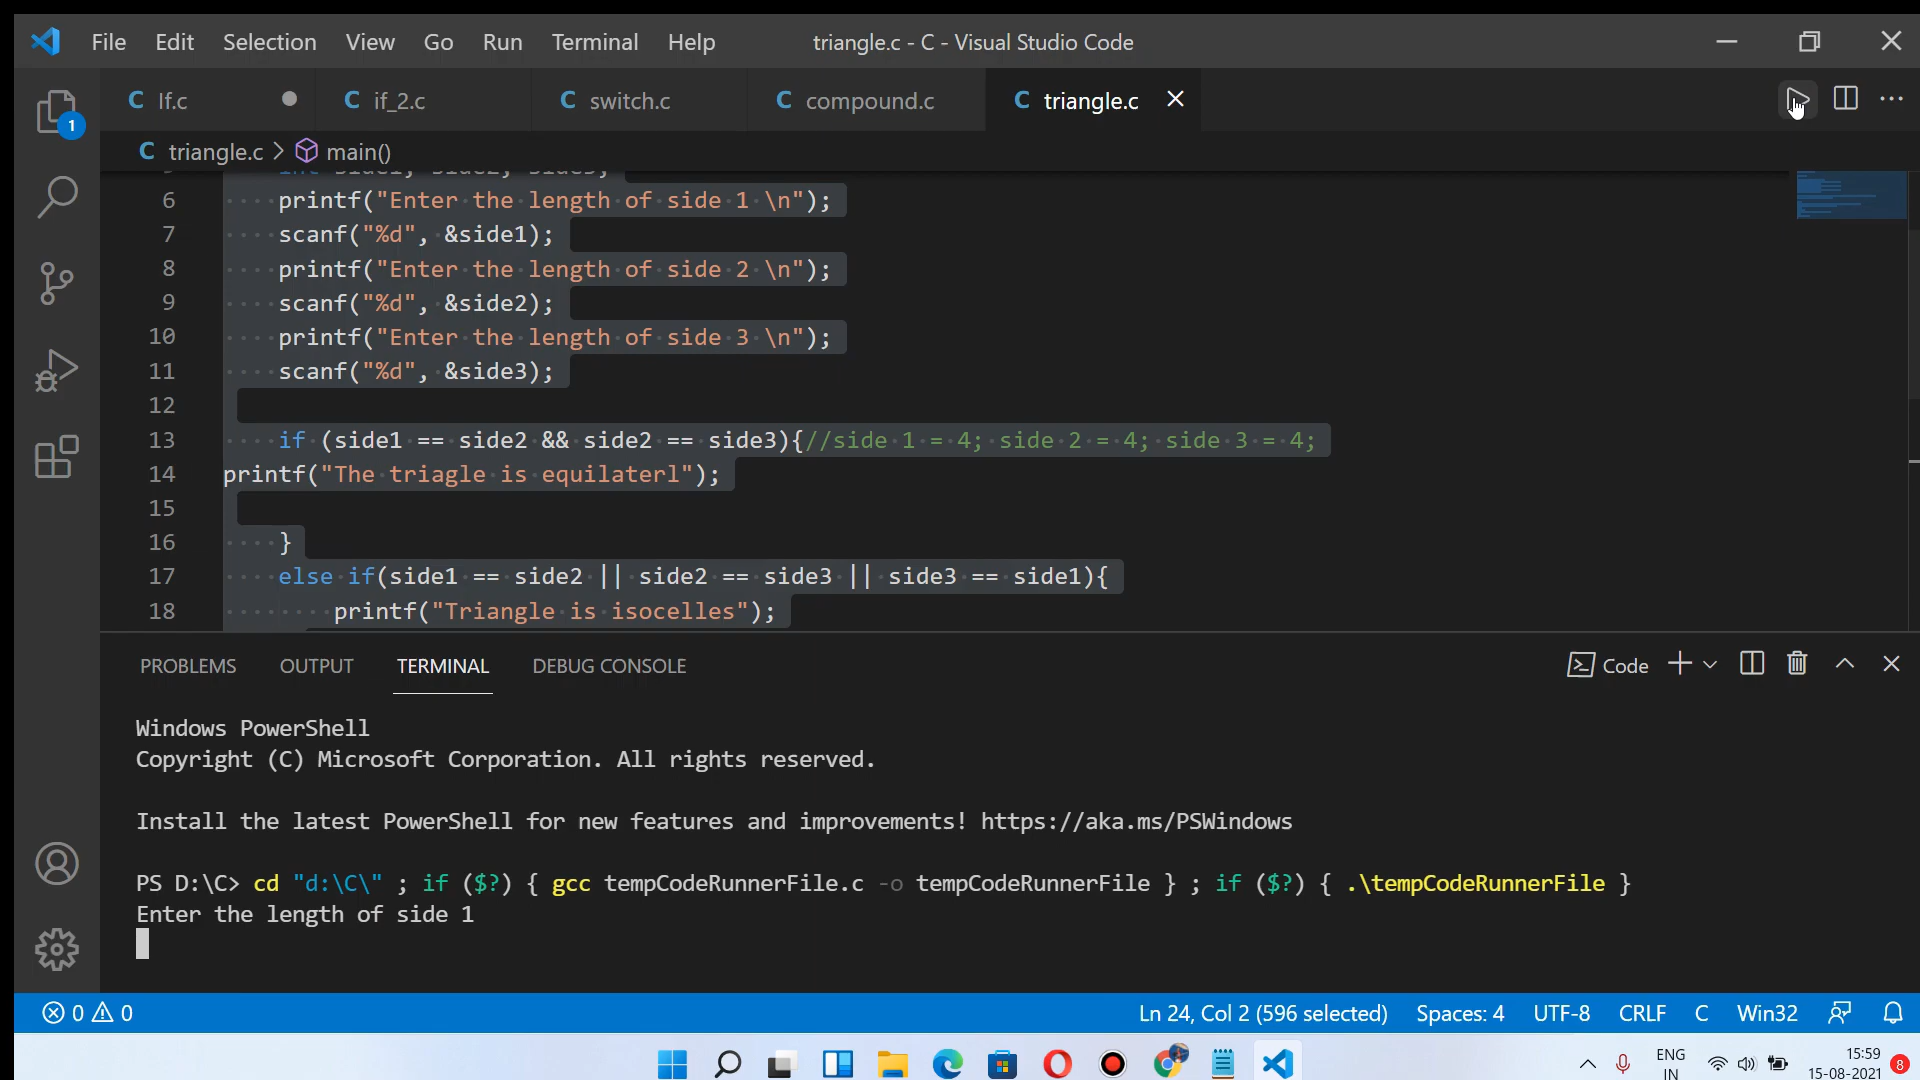 File Edit Selection View Go Run Terminal Help triangle.c - C - Visual Studio Code
C If.c C if_2.c C switch.c C compound.c C triangle.c
C triangle.c > main()
1
5 int side1, side2, side3;
6 printf("Enter the length of side 1 \n");
7 scanf("%d", &side1);
8 printf("Enter the length of side 2 \n");
9 scanf("%d", &side2);
10 printf("Enter the length of side 3 \n");
11 scanf("%d", &side3);
12
13 if (side1 == side2 && side2 == side3){//side 1 = 4; side 2 = 4; side 3 = 4;
14 printf("The triagle is equilaterl");
15
16 }
17 else if(side1 == side2 || side2 == side3 || side3 == side1){
18 printf("Triangle is isocelles");
PROBLEMS OUTPUT TERMINAL DEBUG CONSOLE Code
Windows PowerShell
Copyright (C) Microsoft Corporation. All rights reserved.
Install the latest PowerShell for new features and improvements! https://aka.ms/PSWindows
PS D:\C> cd "d:\C\" ; if ($?) { gcc tempCodeRunnerFile.c -o tempCodeRunnerFile } ; if ($?) { .\tempCodeRunnerFile }
Enter the length of side 1
0 0 Ln 24, Col 2 (596 selected) Spaces: 4 UTF-8 CRLF C Win32
ENG 15:59
IN 15-08-2021 8